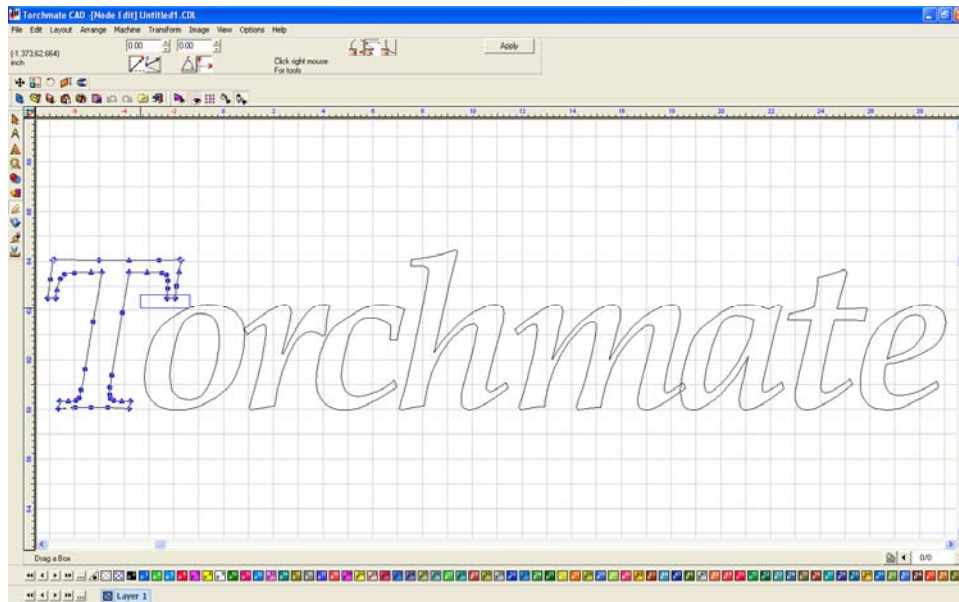 Torchmate CAD -[Node Edit] Untitled1.CDL
File Edit Layout Arrange Machine Transform Image View Options Help
0.00 0.00
(-1.373,62.664)
inch
Click right mouse
For tools
Apply
Torchmate
Drag a Box
0/0
Layer 1